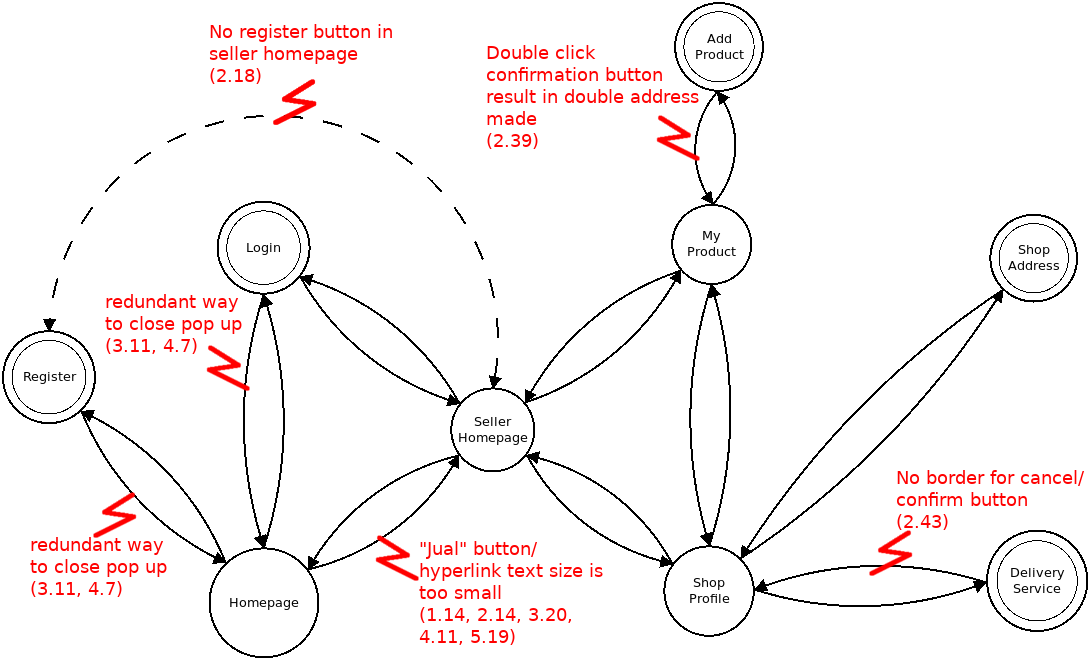 No register button in
seller homepage
(2.18)
Double click
confirmation button
result in double address
made
(2.39)
Add
Product
My
Product
Shop
Address
Login
redundant way
to close pop up
(3.11, 4.7)
Register
Seller
Homepage
No border for cancel/
confirm button
(2.43)
redundant way
to close pop up
(3.11, 4.7)
"Jual" button/
hyperlink text size is
too small
(1.14, 2.14, 3.20,
4.11, 5.19)
Homepage
Shop
Profile
Delivery
Service